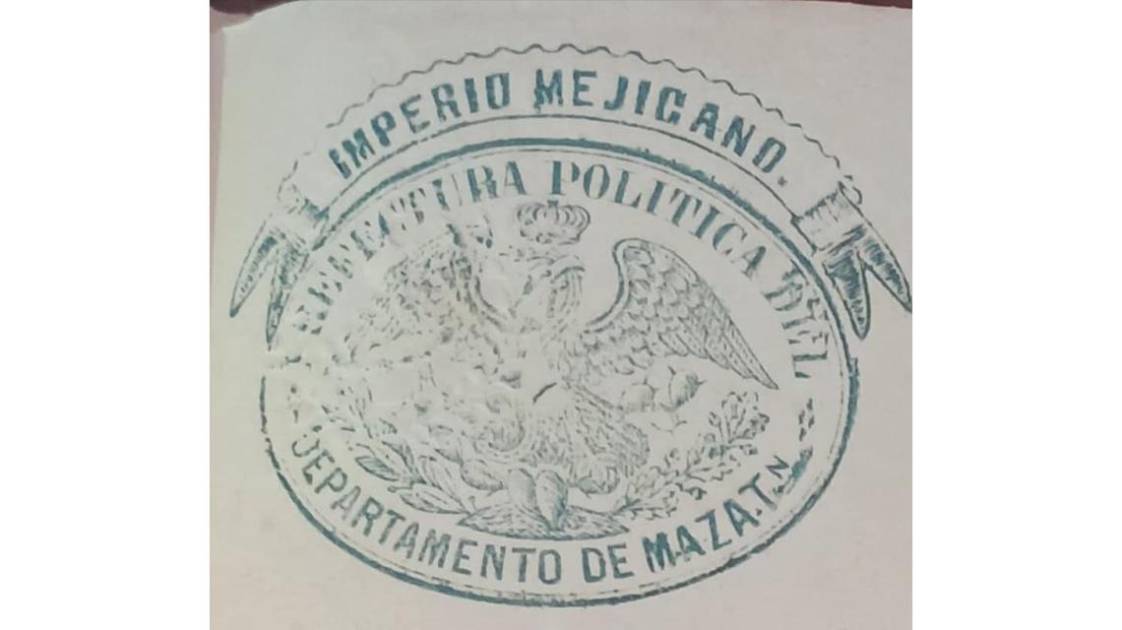 IMPERIO MEJICANO.
PREFECTURA POLITICA DEL
DEPARTAMENTO DE MAZAT.N